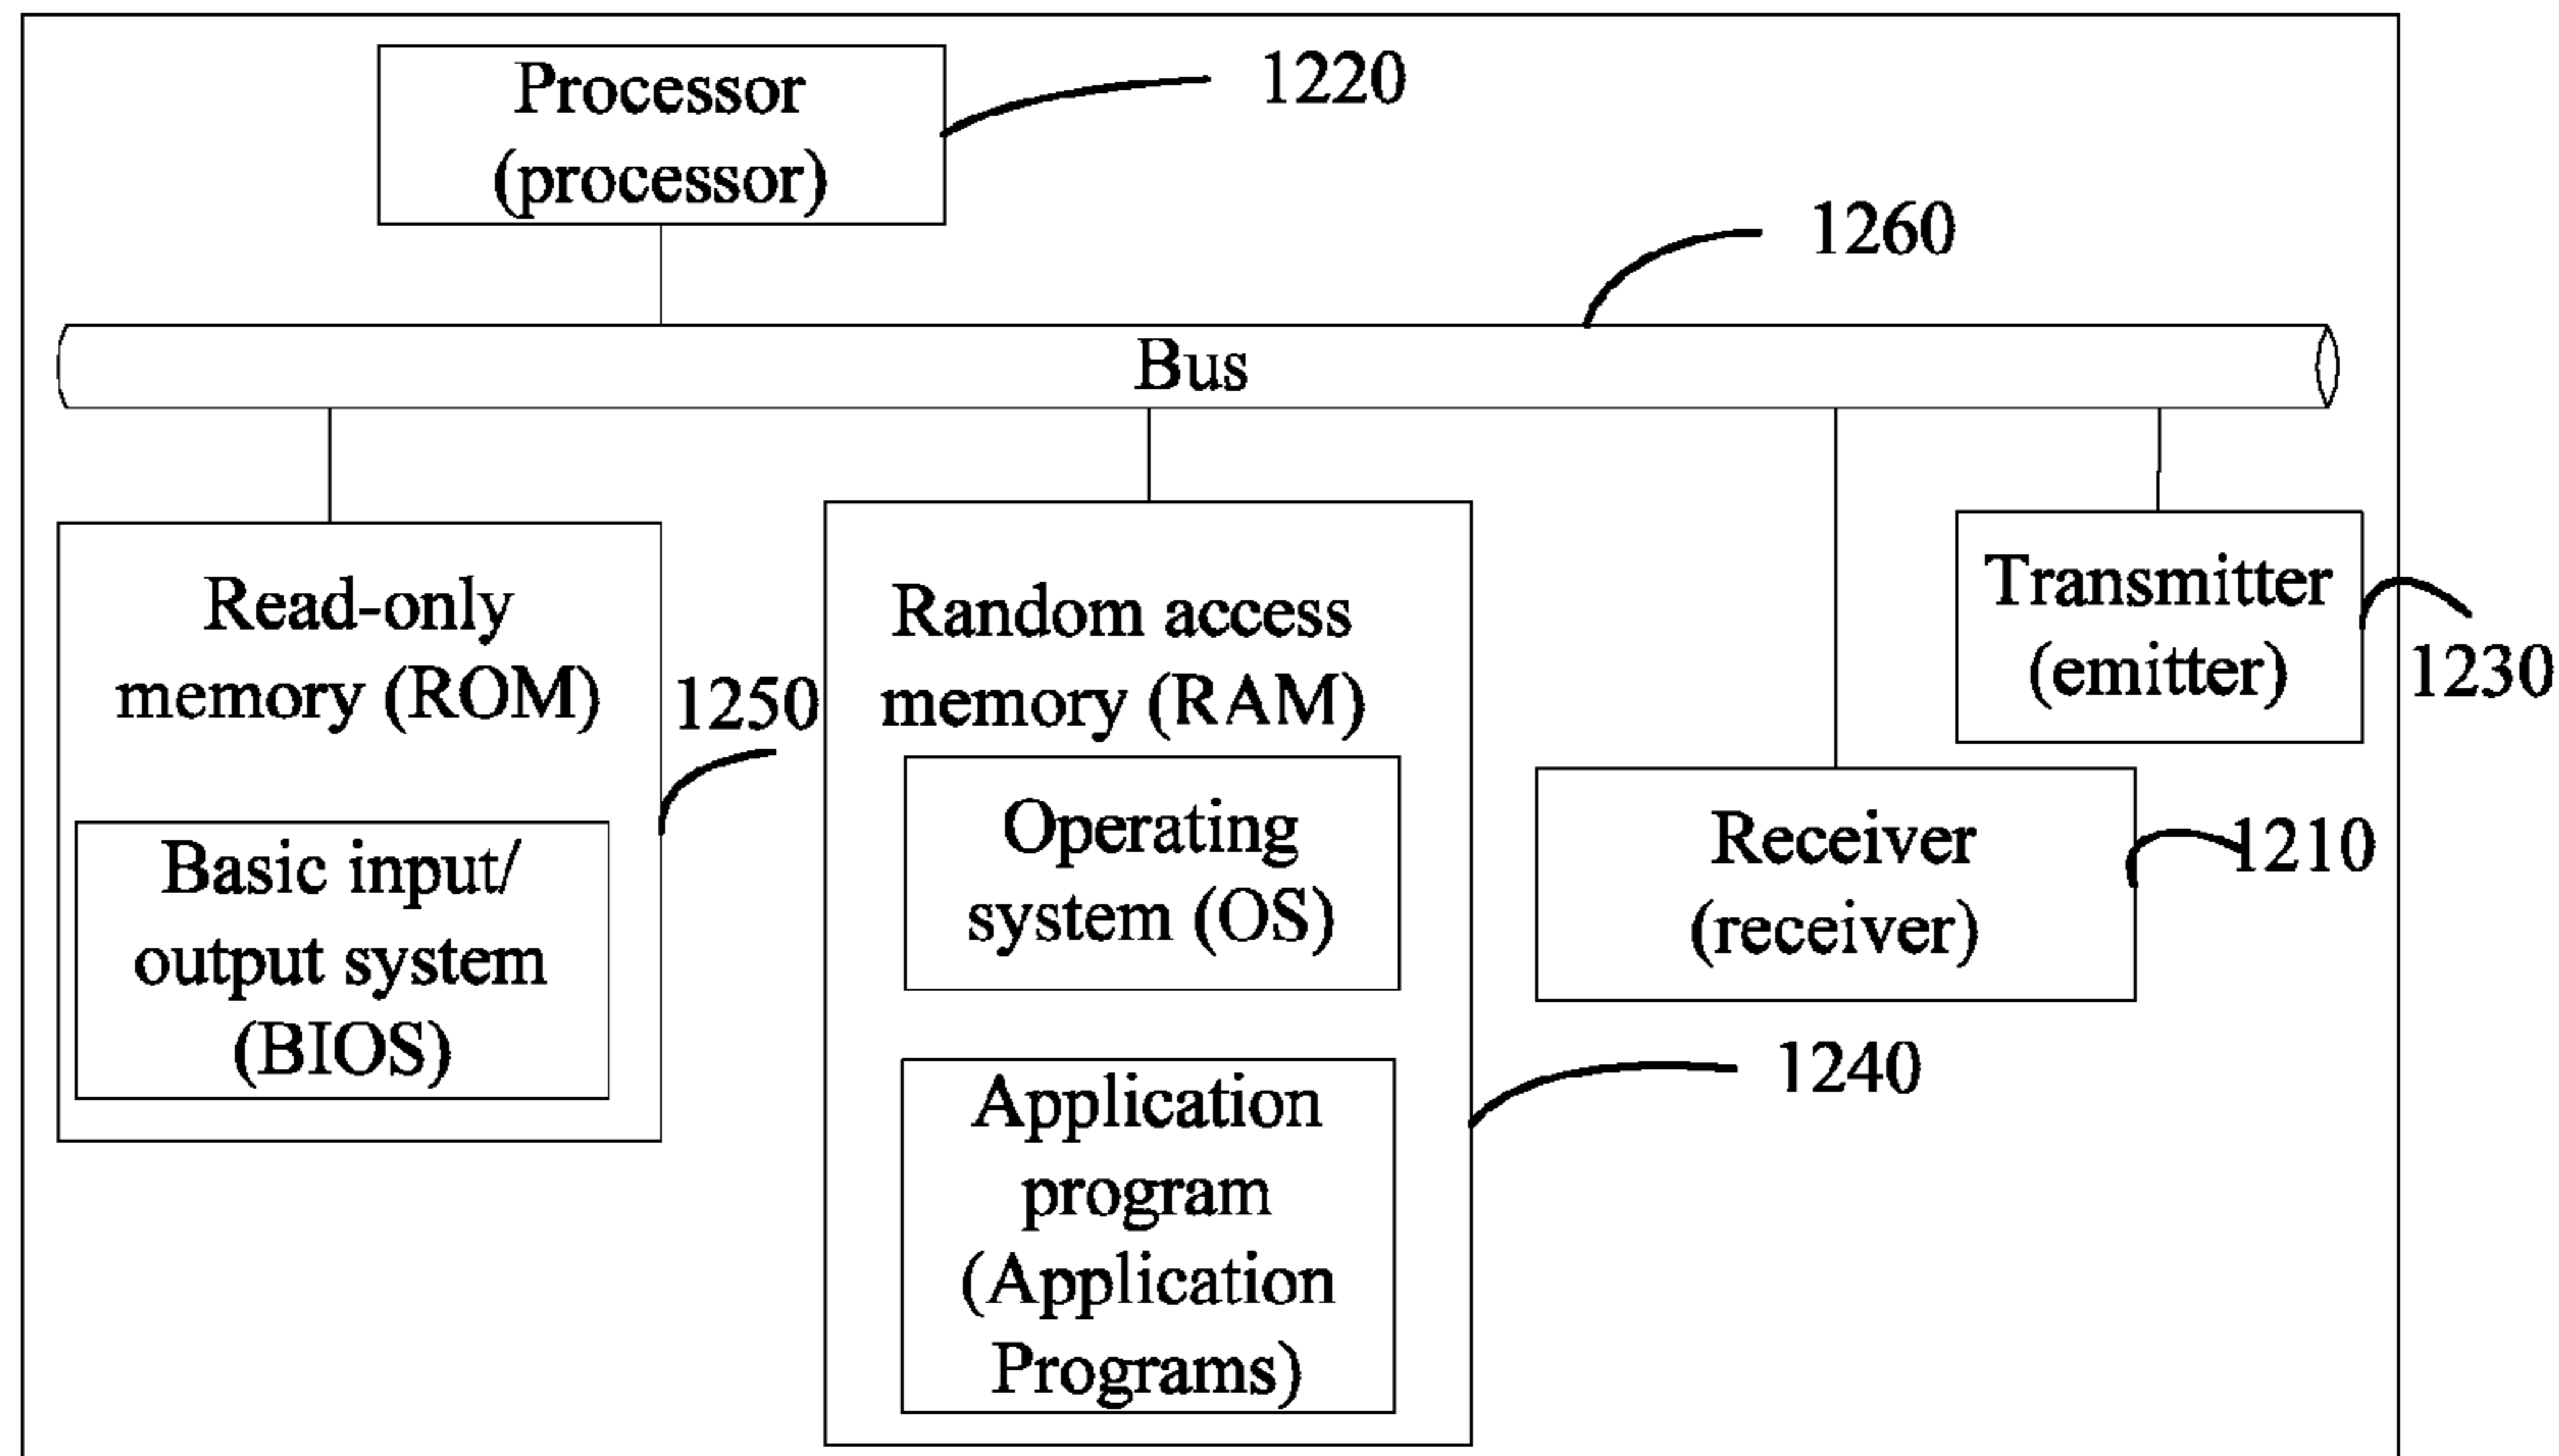 Processor
(processor)
1220
1260
Bus
Read-only
memory (ROM)
1250
Basic input/
output system
(BIOS)
Random access
memory (RAM)
Operating
system (OS)
Application
program
(Application
Programs)
1240
Transmitter
(emitter)
1230
Receiver
(receiver)
1210